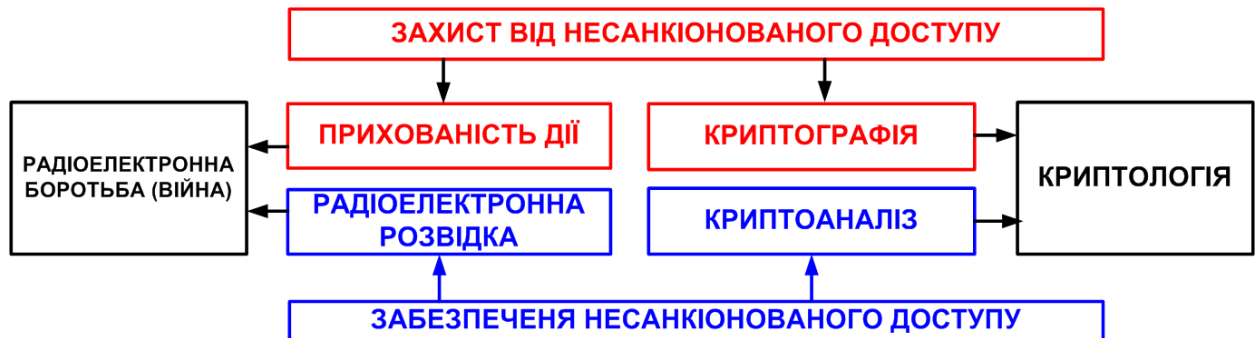 ЗАХИСТ ВІД НЕСАНКІОНОВАНОГО ДОСТУПУ
ПРИХОВАНІСТЬ ДІЇ
КРИПТОГРАФІЯ
РАДІОЕЛЕКТРОННА
БОРОТЬБА (ВІЙНА)
КРИПТОЛОГІЯ
РАДІОЕЛЕКТРОННА
РОЗВІДКА
КРИПТОАНАЛІЗ
ЗАБЕЗПЕЧЕНЯ НЕСАНКІОНОВАНОГО ДОСТУПУ